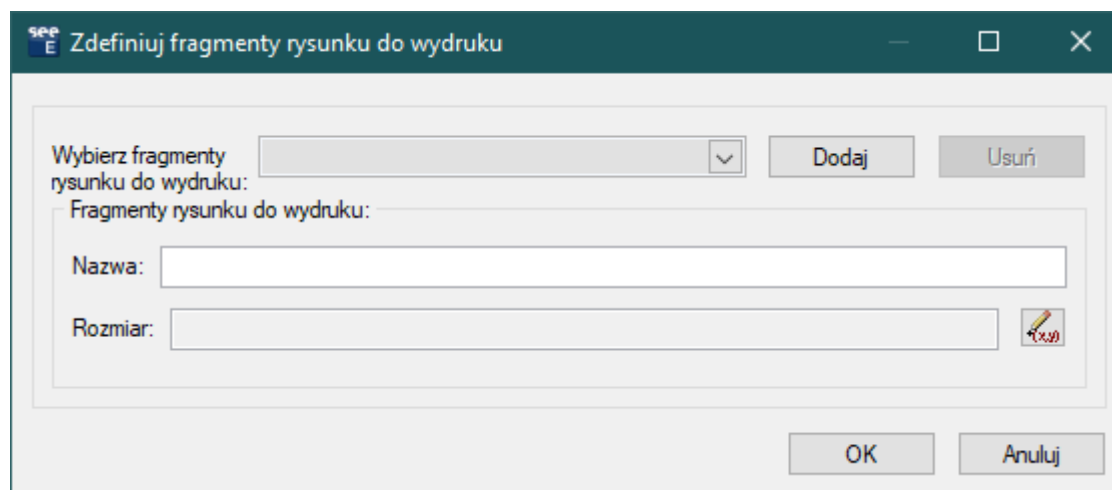 see
E
Zdefiniuj fragmenty rysunku do wydruku
Wybierz fragmenty
rysunku do wydruku:
Dodaj
Usuń
Fragmenty rysunku do wydruku:
Nazwa:
Rozmiar:
(x,y)
OK
Anuluj